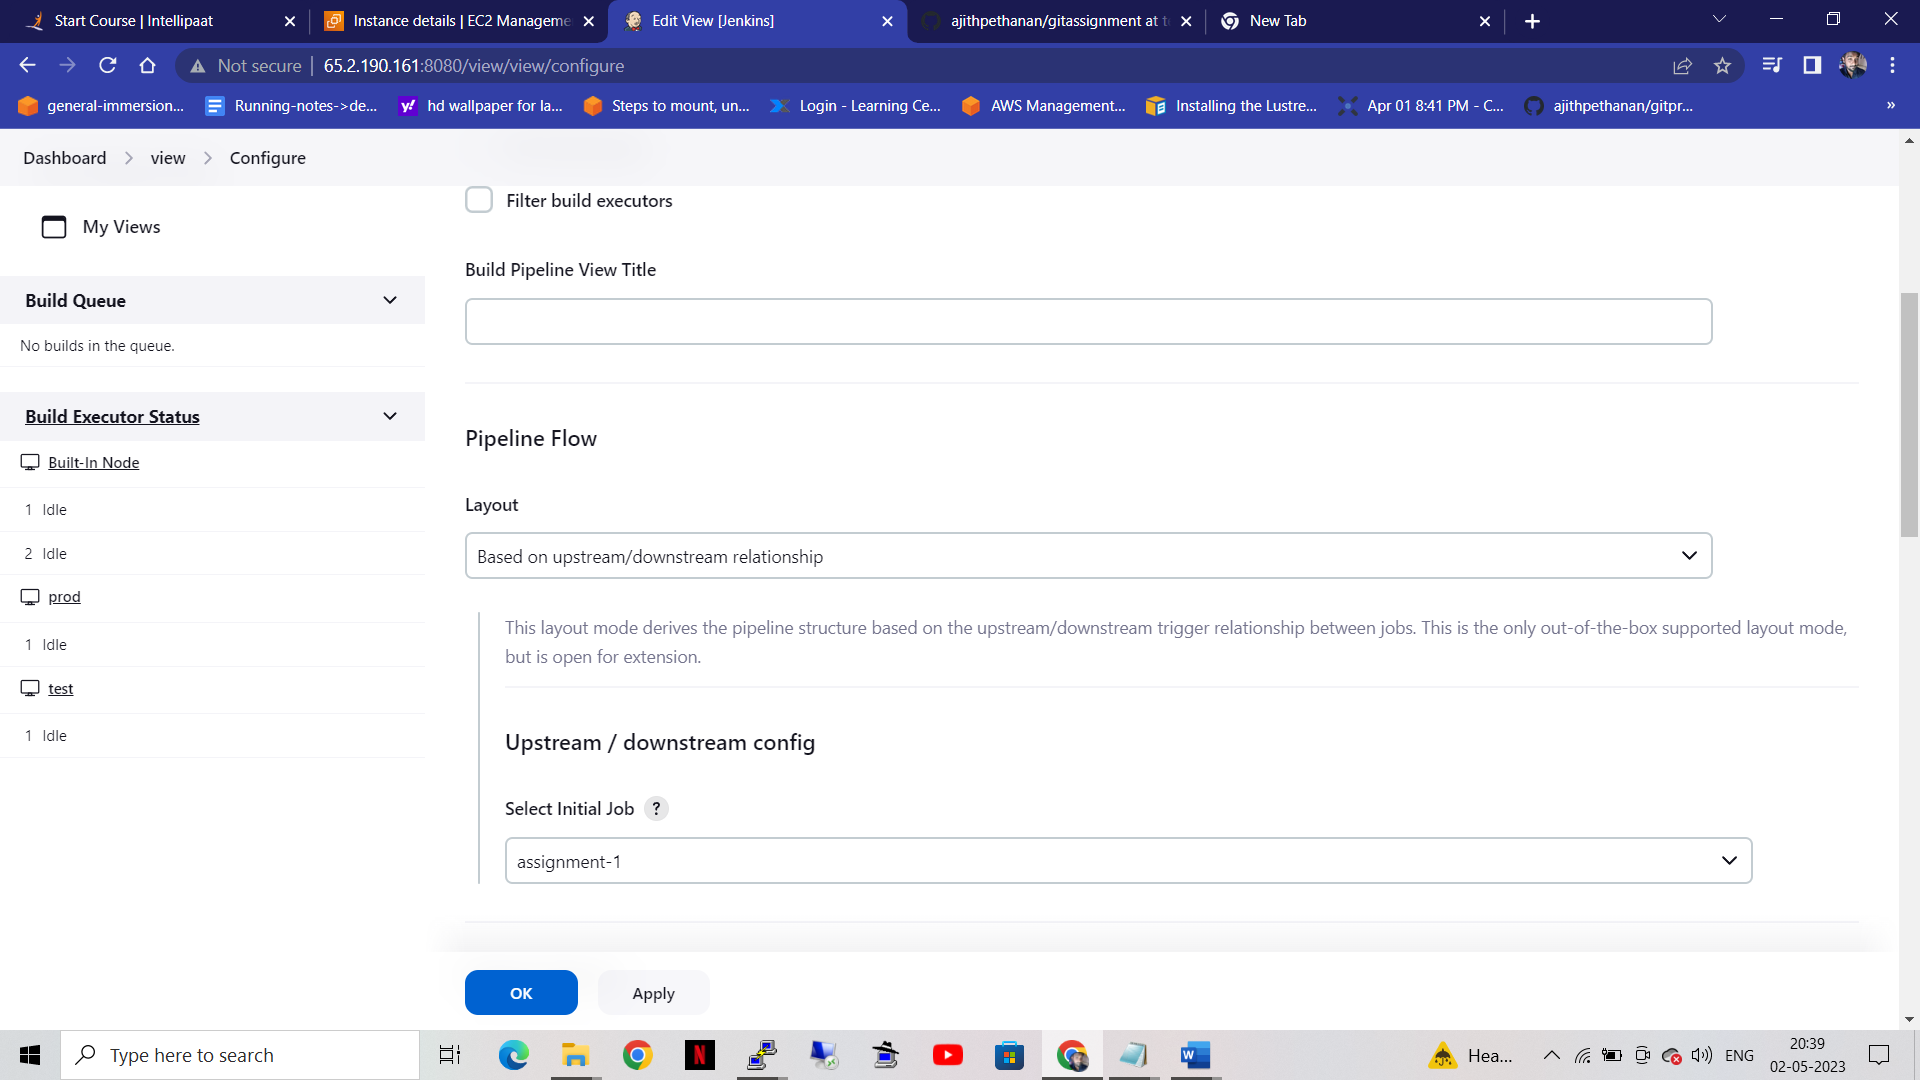 Start Course | Intellipaat
Instance details | EC2 Manageme
Edit View [Jenkins]
ajithpethanan/gitassignment at te
New Tab
Not secure
65.2.190.161:8080/view/view/configure
general-immersion...
Running-notes->de...
hd wallpaper for la...
Steps to mount, un...
Login - Learning Ce...
AWS Management...
Installing the Lustre...
Apr 01 8:41 PM - C...
ajithpethanan/gitpr...
»
Dashboard
view
Configure
My Views
Build Queue
No builds in the queue.
Build Executor Status
Built-In Node
1 Idle
2 Idle
prod
1 Idle
test
1 Idle
Filter build executors
Build Pipeline View Title
Pipeline Flow
Layout
Based on upstream/downstream relationship
This layout mode derives the pipeline structure based on the upstream/downstream trigger relationship between jobs. This is the only out-of-the-box supported layout mode,
but is open for extension.
Upstream / downstream config
Select Initial Job ?
assignment-1
OK
Apply
Type here to search
N
W
Hea...
ENG
20:39
02-05-2023